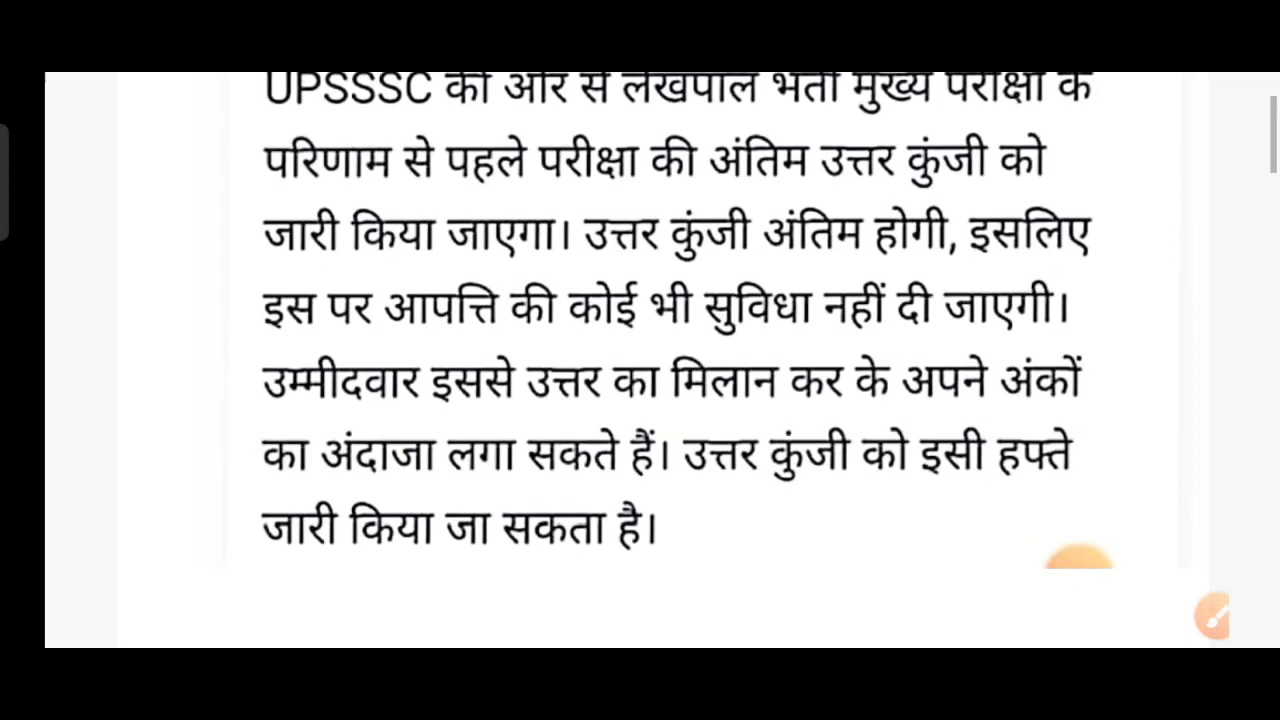 UPSSSC की ओर से लेखपाल भर्ती मुख्य परीक्षा के
परिणाम से पहले परीक्षा की अंतिम उत्तर कुंजी को
जारी किया जाएगा। उत्तर कुंजी अंतिम होगी, इसलिए
इस पर आपत्ति की कोई भी सुविधा नहीं दी जाएगी।
उम्मीदवार इससे उत्तर का मिलान कर के अपने अंकों
का अंदाजा लगा सकते हैं। उत्तर कुंजी को इसी हफ्ते
जारी किया जा सकता है।